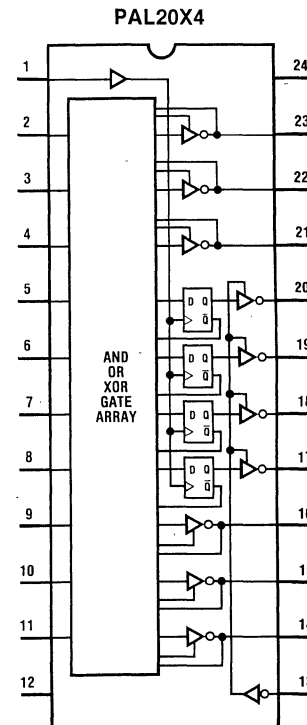 PAL20X4
1
24
2
23
3
22
4
21
5
D Q
Q̅
20
6
D Q
Q̅
19
AND
OR
XOR
GATE
ARRAY
7
D Q
Q̅
18
8
D Q
Q̅
17
9
16
10
1
11
14
12
13